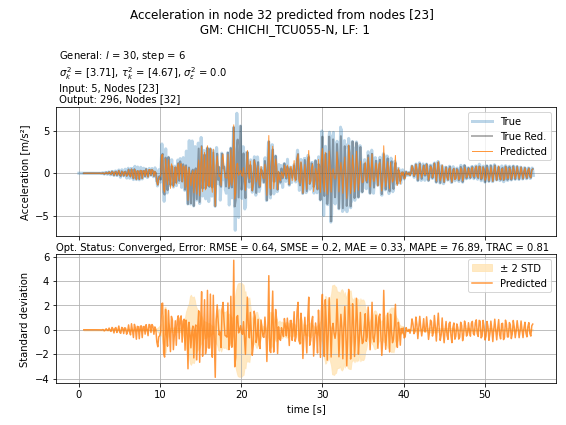 Acceleration in node 32 predicted from nodes [23]
GM: CHICHI_TCU055-N, LF: 1
General: l = 30, step = 6
σ²ₖ = [3.71], τ²ₖ = [4.67], σ²ε = 0.0
Input: 5, Nodes [23]
Output: 296, Nodes [32]
Acceleration [m/s²]
5
0
−5
True
True Red.
Predicted
Opt. Status: Converged, Error: RMSE = 0.64, SMSE = 0.2, MAE = 0.33, MAPE = 76.89, TRAC = 0.81
Standard deviation
6
4
2
0
−2
−4
± 2 STD
Predicted
0 10 20 30 40 50
time [s]